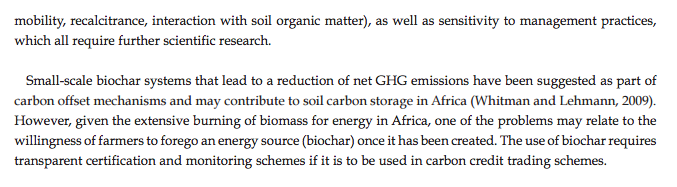 mobility, recalcitrance, interaction with soil organic matter), as well as sensitivity to management practices,
which all require further scientific research.
Small-scale biochar systems that lead to a reduction of net GHG emissions have been suggested as part of
carbon offset mechanisms and may contribute to soil carbon storage in Africa (Whitman and Lehmann, 2009).
However, given the extensive burning of biomass for energy in Africa, one of the problems may relate to the
willingness of farmers to forego an energy source (biochar) once it has been created. The use of biochar requires
transparent certification and monitoring schemes if it is to be used in carbon credit trading schemes.